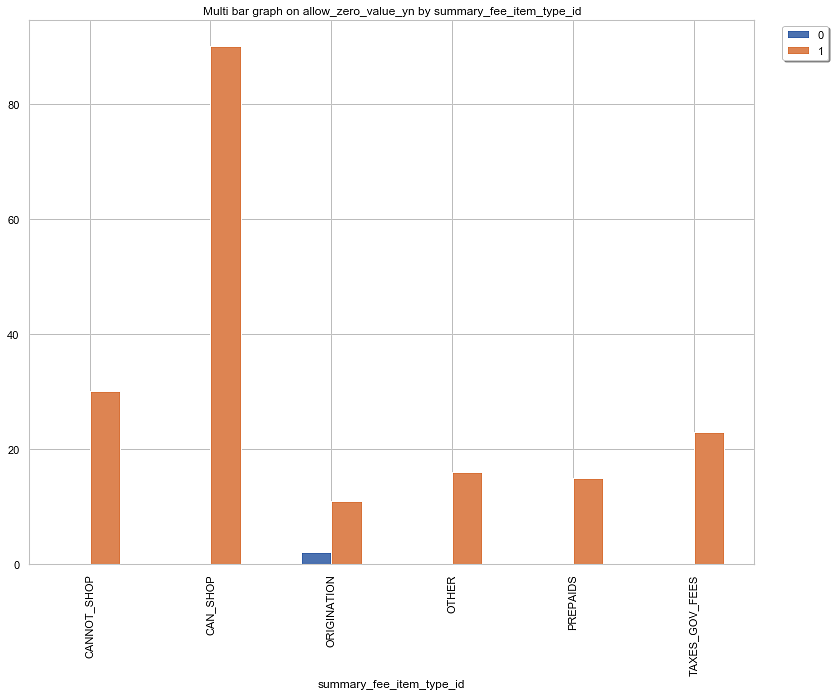 Multi bar graph on allow_zero_value_yn by summary_fee_item_type_id
0
1
80
60
40
20
0
CANNOT_SHOP
CAN_SHOP
ORIGINATION
OTHER
PREPAIDS
TAXES_GOV_FEES
summary_fee_item_type_id